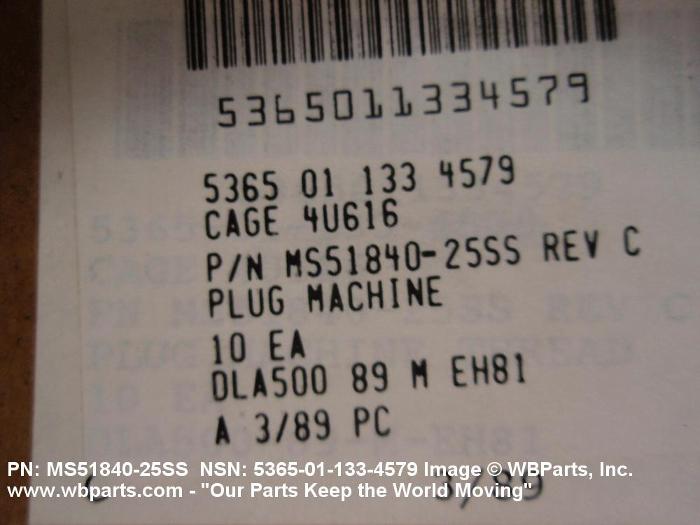 5365011334579
5365 01 133 4579
CAGE 4U616
P/N MS51840-25SS REV C
PLUG MACHINE
10 EA
DLA500 89 M EH81
A 3/89 PC
3/89
PN: MS51840-25SS NSN: 5365-01-133-4579 Image © WBParts, Inc.
www.wbparts.com - "Our Parts Keep the World Moving"